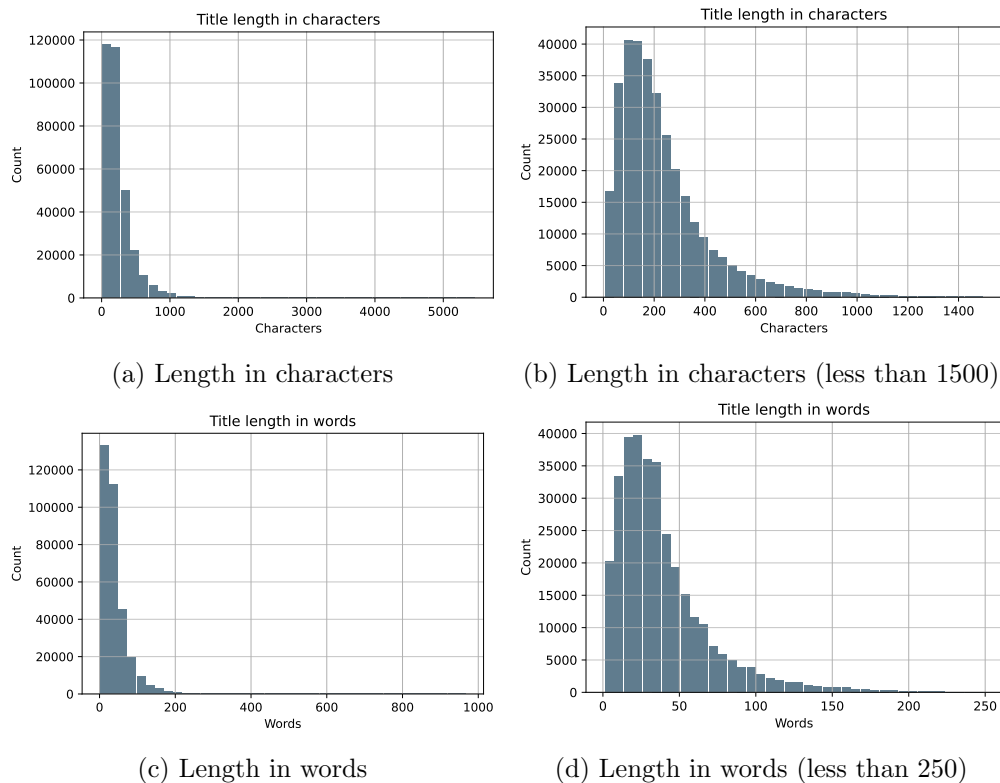 Title length in characters
120000
100000
80000
60000
40000
20000
0
Count
0 1000 2000 3000 4000 5000
Characters
(a) Length in characters
Title length in characters
40000
35000
30000
25000
20000
15000
10000
5000
0
Count
0 200 400 600 800 1000 1200 1400
Characters
(b) Length in characters (less than 1500)
Title length in words
120000
100000
80000
60000
40000
20000
0
Count
0 200 400 600 800 1000
Words
(c) Length in words
Title length in words
40000
35000
30000
25000
20000
15000
10000
5000
0
Count
0 50 100 150 200 250
Words
(d) Length in words (less than 250)